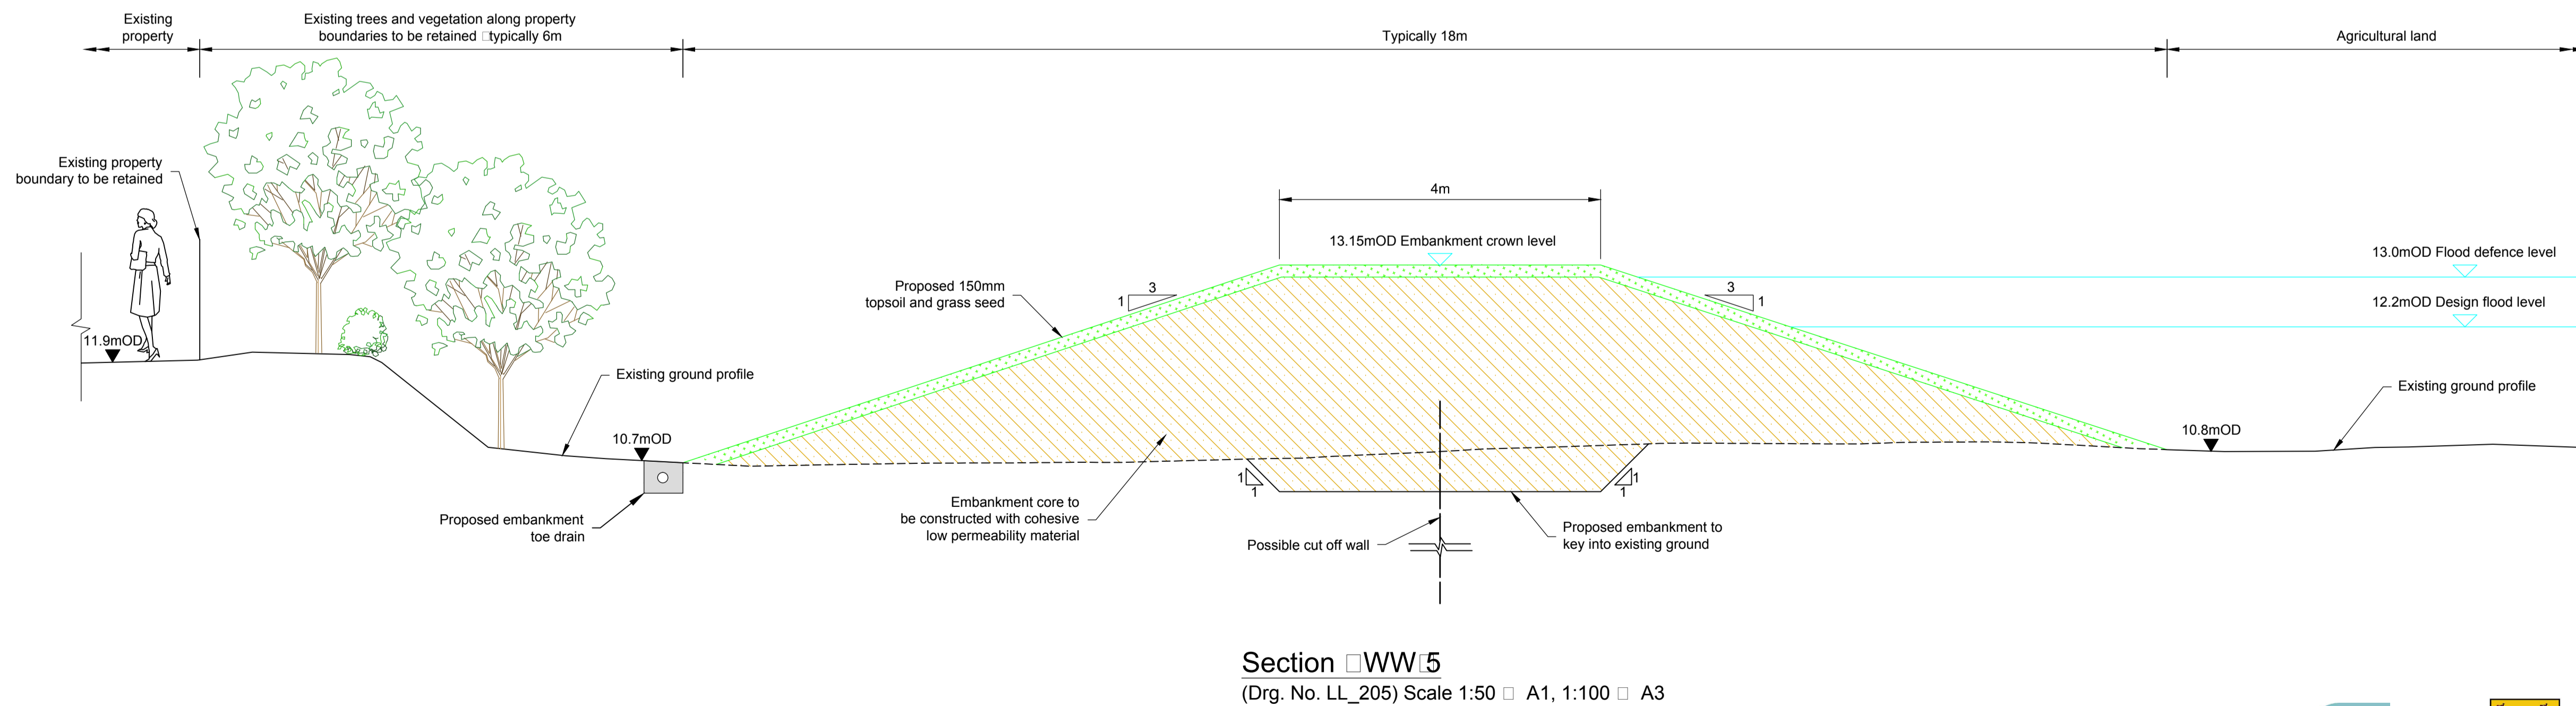 Existing
property
Existing trees and vegetation along property
boundaries to be retained □typically 6m
Typically 18m
Agricultural land
Existing property
boundary to be retained
4m
13.15mOD Embankment crown level
13.0mOD Flood defence level
12.2mOD Design flood level
Proposed 150mm
topsoil and grass seed
3
1
3
1
11.9mOD
Existing ground profile
Existing ground profile
10.7mOD
10.8mOD
1
1
1
1
Embankment core to
be constructed with cohesive
low permeability material
Proposed embankment
toe drain
Possible cut off wall
Proposed embankment to
key into existing ground
Section □WW□5
(Drg. No. LL_205) Scale 1:50 □ A1, 1:100 □ A3